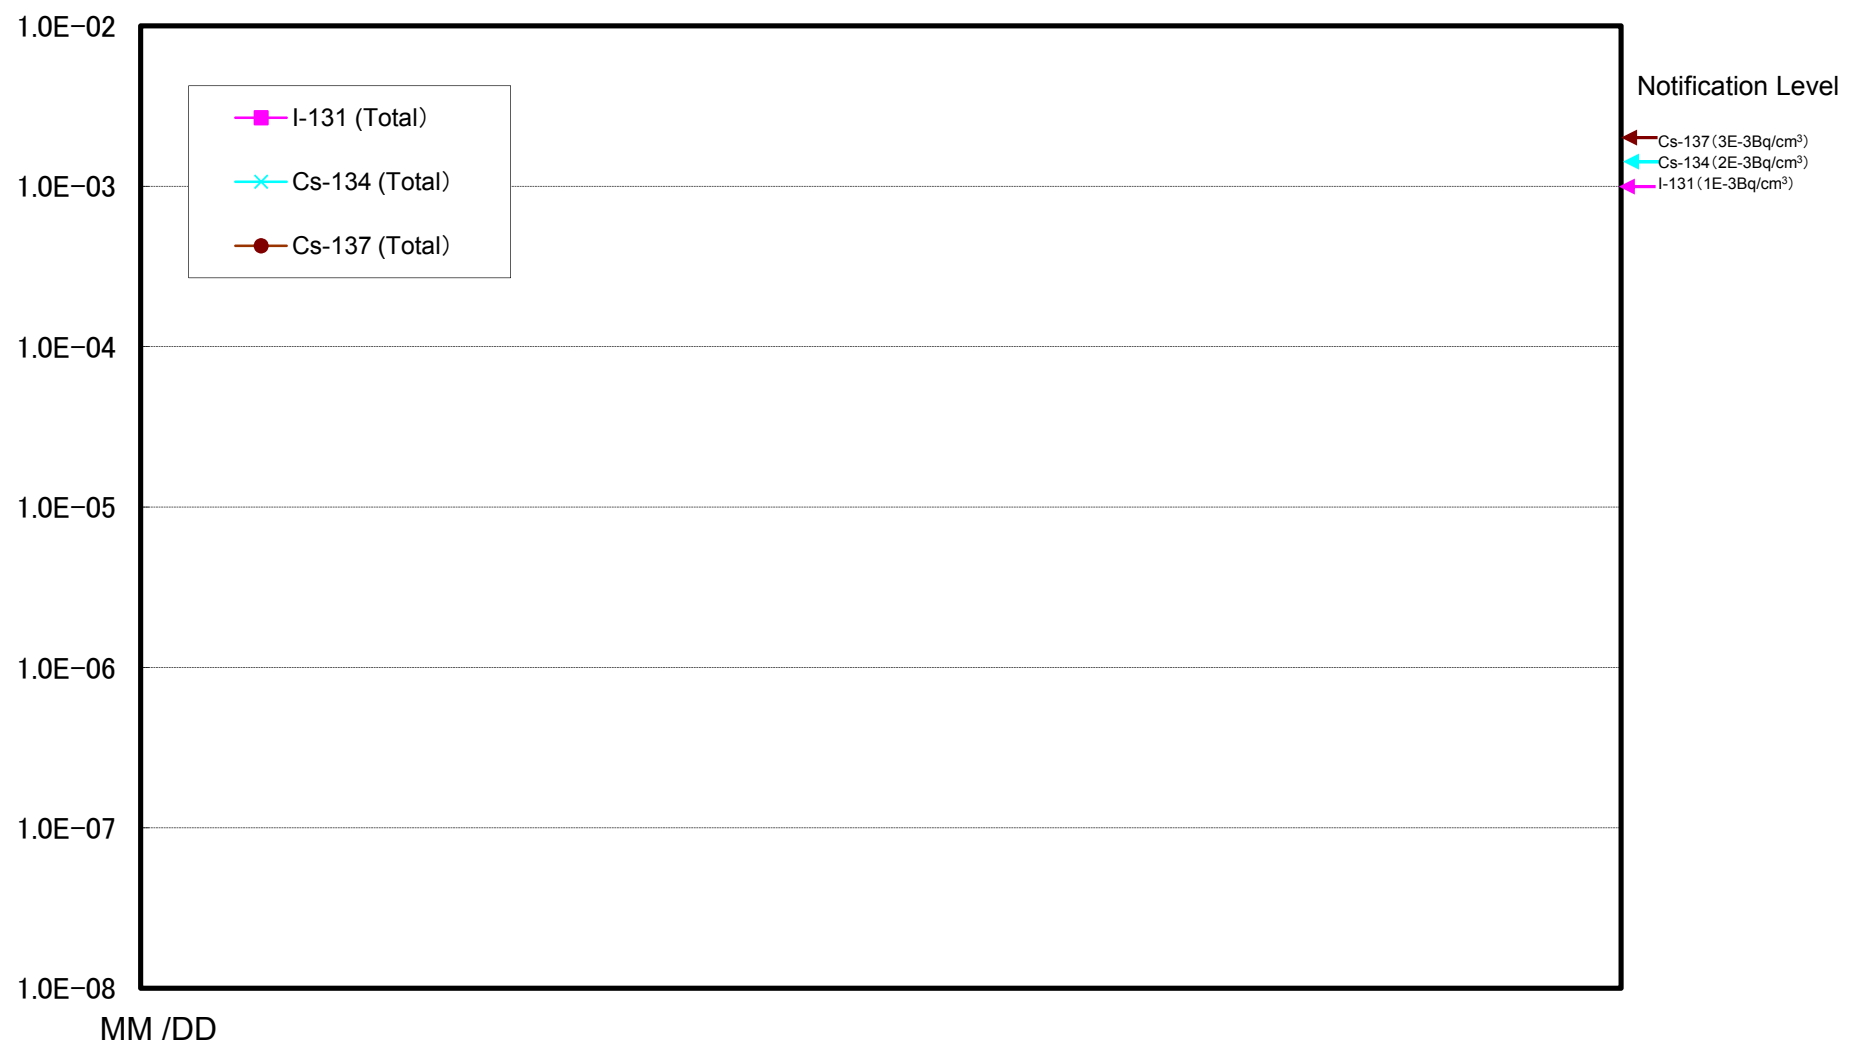 1.0E-02
1.0E-03
1.0E-04
1.0E-05
1.0E-06
1.0E-07
1.0E-08
MM /DD
I-131 (Total）
Cs-134 (Total）
Cs-137 (Total）
Notification Level
Cs-137（3E-3Bq/cm³）
Cs-134（2E-3Bq/cm³）
I-131（1E-3Bq/cm³）